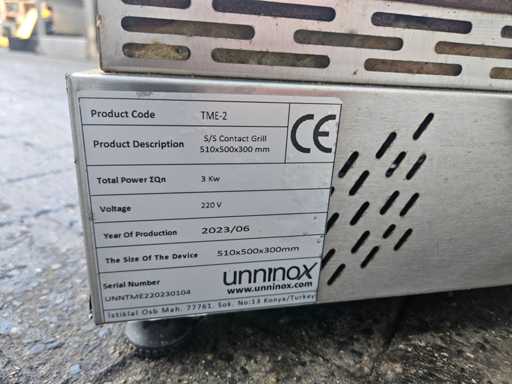 Product Code TME-2
Product Description S/S Contact Grill
510x500x300 mm
CE
Total Power ΣQn 3 Kw
Voltage 220 V
Year Of Production 2023/06
The Size Of The Device 510x500x300mm
Serial Number
UNNTME220230104
unninox
www.unninox.com
Istiklal Osb Mah. 77761. Sok. No:13 Konya/Turkey